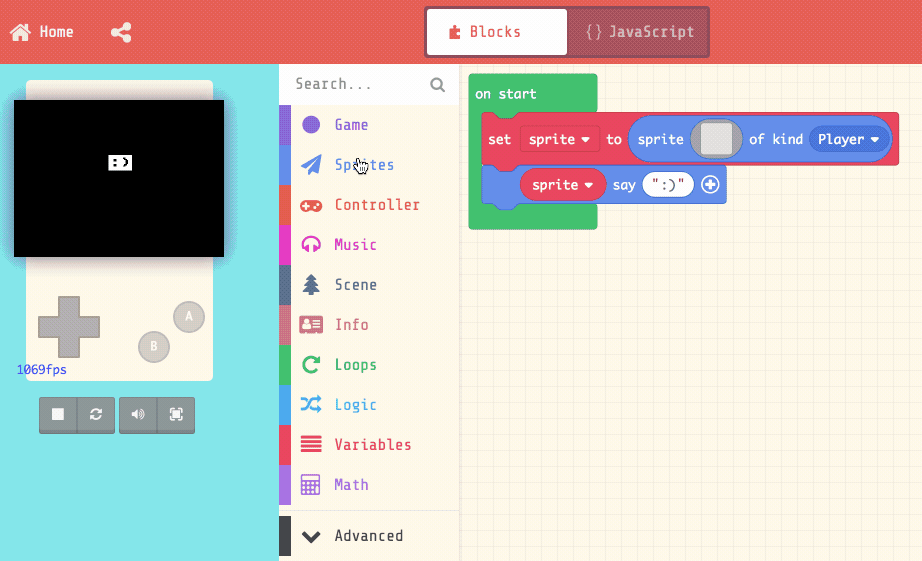 Home
Blocks
{} JavaScript
:)
A
B
1069fps
Search...
Game
Sprites
Controller
Music
Scene
Info
Loops
Logic
Variables
Math
Advanced
on start
set sprite to sprite of kind Player
sprite say ":)"